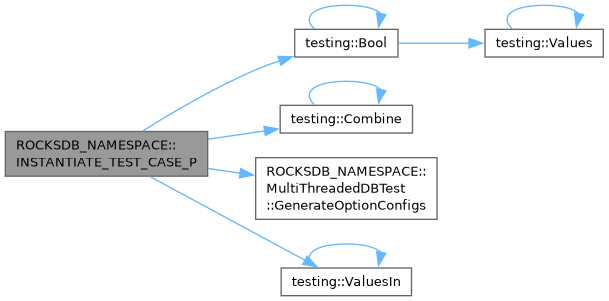 testing::Bool
testing::Values
testing::Combine
ROCKSDB_NAMESPACE::
INSTANTIATE_TEST_CASE_P
ROCKSDB_NAMESPACE::
MultiThreadedDBTest
::GenerateOptionConfigs
testing::ValuesIn